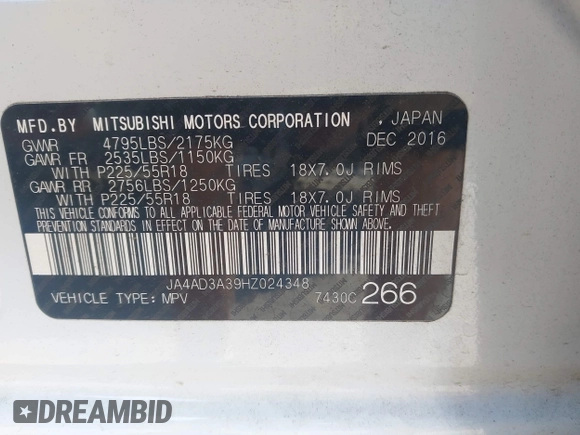 MFD.BY MITSUBISHI MOTORS CORPORATION , JAPAN
GVWR 4795LBS/2175KG DEC 2016
GAWR FR 2535LBS/1150KG
WITH P225/55R18 TIRES 18X7.0J RIMS
GAWR RR 2756LBS/1250KG
WITH P225/55R18 TIRES 18X7.0J RIMS
THIS VEHICLE CONFORMS TO ALL APPLICABLE FEDERAL MOTOR VEHICLE SAFETY AND THEFT
PREVENTION STANDARDS IN EFFECT ON THE DATE OF MANUFACTURE SHOWN ABOVE.
JA4AD3A39HZ024348
VEHICLE TYPE: MPV 7430C 266
DREAMBID